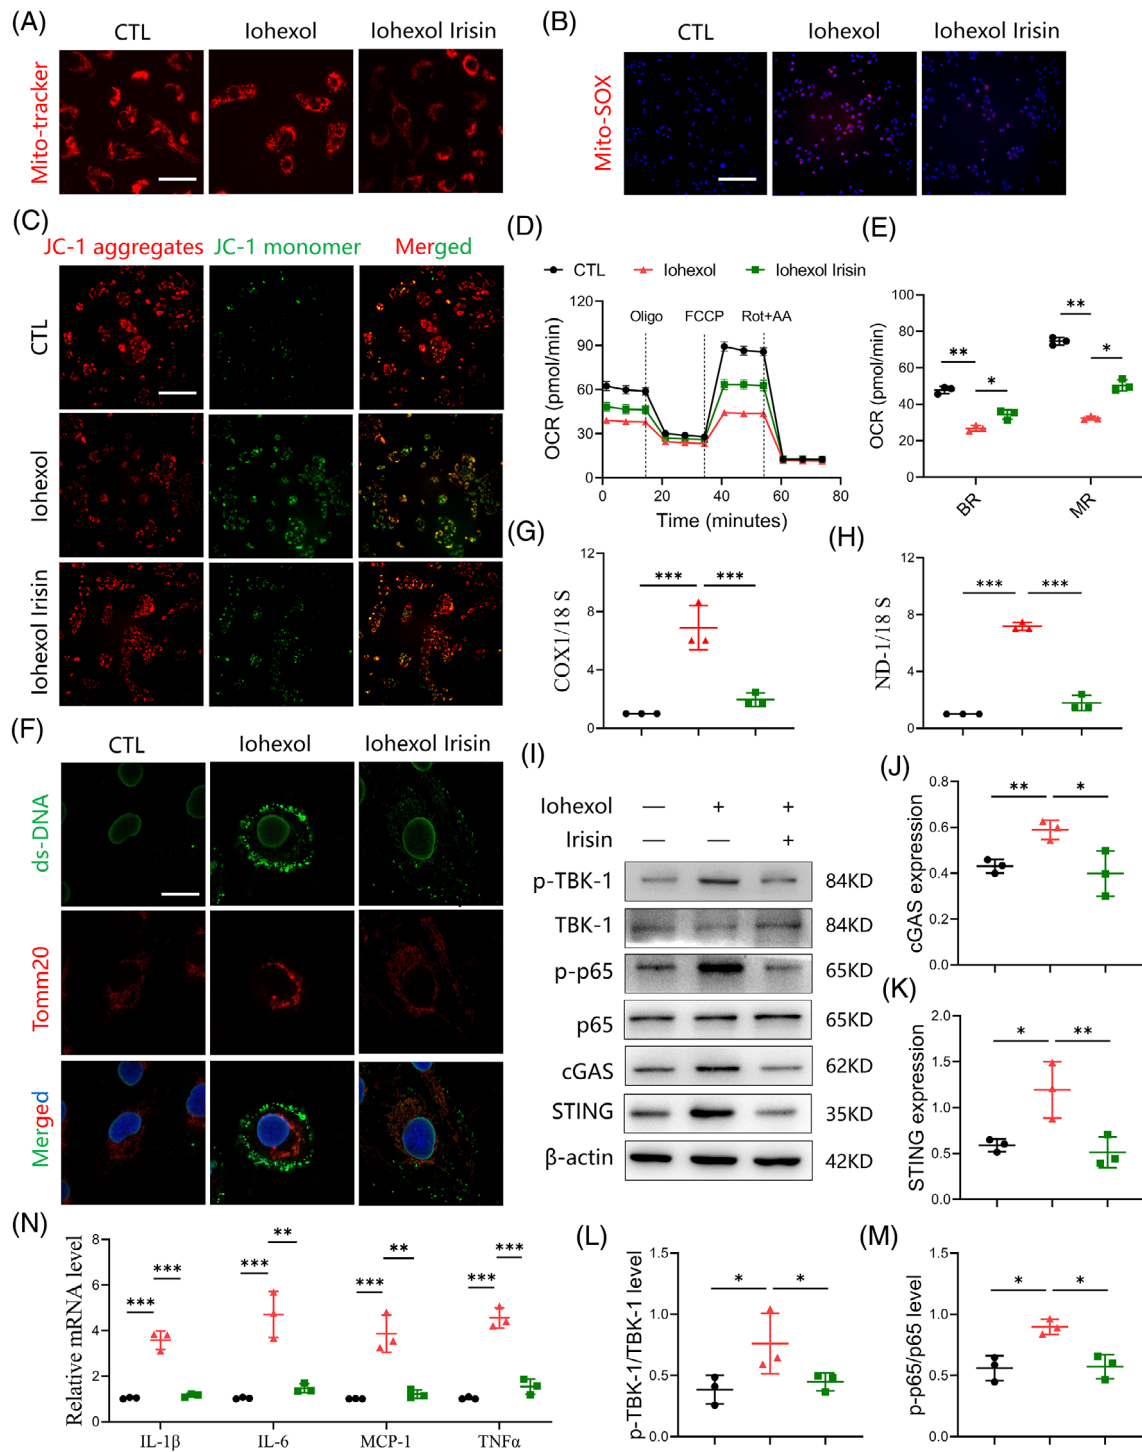 (A)
CTL Iohexol Iohexol Irisin
Mito-tracker
(B)
CTL Iohexol Iohexol Irisin
Mito-SOX
(C)
JC-1 aggregates JC-1 monomer Merged
CTL
Iohexol
Iohexol Irisin
(D)
CTL Iohexol Iohexol Irisin
120
90
60
30
0
OCR (pmol/min)
Oligo FCCP Rot+AA
0 20 40 60 80
Time (minutes)
(E)
100
80
60
40
20
0
OCR (pmol/min)
** * ** *
BR MR
(F)
CTL Iohexol Iohexol Irisin
ds-DNA
Tomm20
Merged
(G)
12
8
4
0
COX1/18 S
*** ***
(H)
12
8
4
0
ND-1/18 S
*** ***
(I)
Iohexol — + +
Irisin — — +
p-TBK-1 84KD
TBK-1 84KD
p-p65 65KD
p65 65KD
cGAS 62KD
STING 35KD
β-actin 42KD
(J)
0.8
0.6
0.4
0.2
0.0
cGAS expression
** *
(K)
2.0
1.5
1.0
0.5
0.0
STING expression
* **
(L)
1.5
1.0
0.5
0.0
p-TBK-1/TBK-1 level
* *
(M)
1.5
1.0
0.5
0.0
p-p65/p65 level
* *
(N)
8
6
4
2
0
Relative mRNA level
*** *** *** ** *** ** *** ***
IL-1β IL-6 MCP-1 TNFα